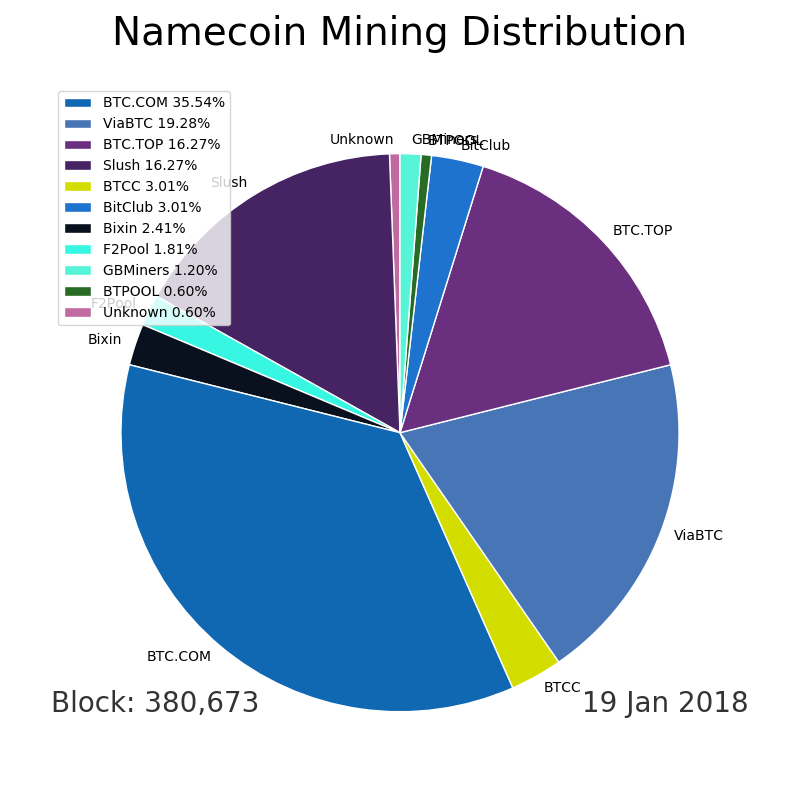 Namecoin Mining Distribution
BTC.COM 35.54%
ViaBTC 19.28%
BTC.TOP 16.27%
Slush 16.27%
BTCC 3.01%
BitClub 3.01%
Bixin 2.41%
F2Pool 1.81%
GBMiners 1.20%
BTPOOL 0.60%
Unknown 0.60%
Unknown
GBMiners
BTPOOL
BitClub
Slush
BTC.TOP
F2Pool
Bixin
ViaBTC
BTC.COM
BTCC
Block: 380,673
19 Jan 2018